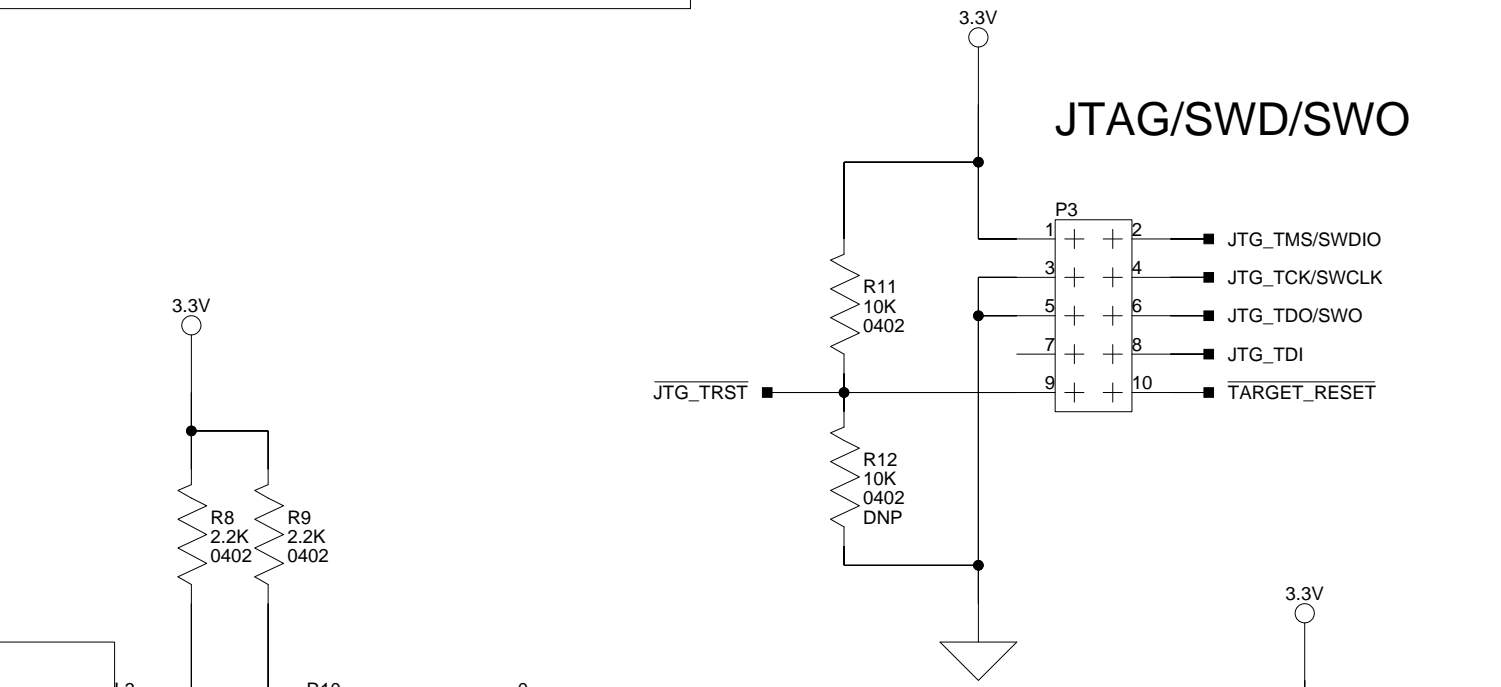 3.3V
JTAG/SWD/SWO
P3
1 2 JTG_TMS/SWDIO
3 4 JTG_TCK/SWCLK
5 6 JTG_TDO/SWO
7 8 JTG_TDI
JTG_TRST 9 10 TARGET_RESET
R11
10K
0402
R12
10K
0402
DNP
3.3V
R8
2.2K
0402
R9
2.2K
0402
3.3V